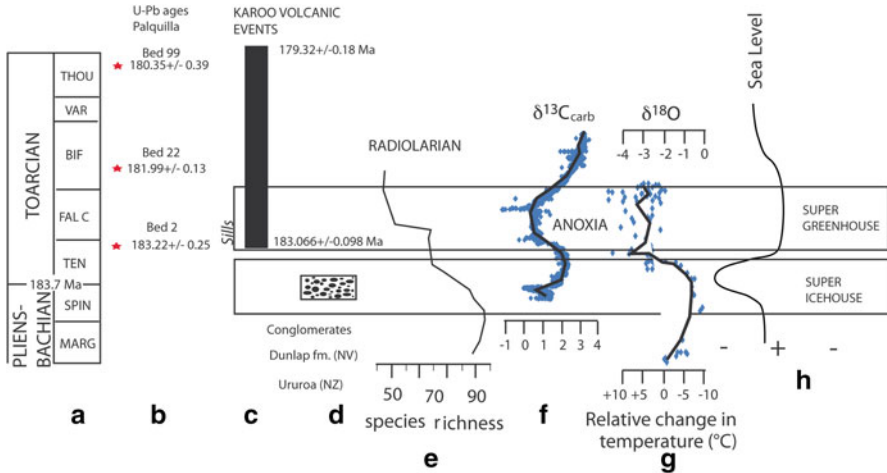 U-Pb ages
Palquilla
KAROO VOLCANIC
EVENTS
TOARCIAN
PLIENS-
BACHIAN
THOU
VAR
BIF
FAL C
TEN
183.7 Ma
SPIN
MARG
Bed 99
180.35+/- 0.39
Bed 22
181.99+/- 0.13
Bed 2
183.22+/- 0.25
179.32+/-0.18 Ma
Sills
183.066+/-0.098 Ma
Conglomerates
Dunlap fm. (NV)
Ururoa (NZ)
RADIOLARIAN
50 70 90
species richness
δ13Ccarb
ANOXIA
-1 0 1 2 3 4
δ18O
-4 -3 -2 -1 0
+10 +5 0 -5 -10
Relative change in
temperature (°C)
Sea Level
SUPER
GREENHOUSE
SUPER
ICEHOUSE
- + -
a b c d e f g h